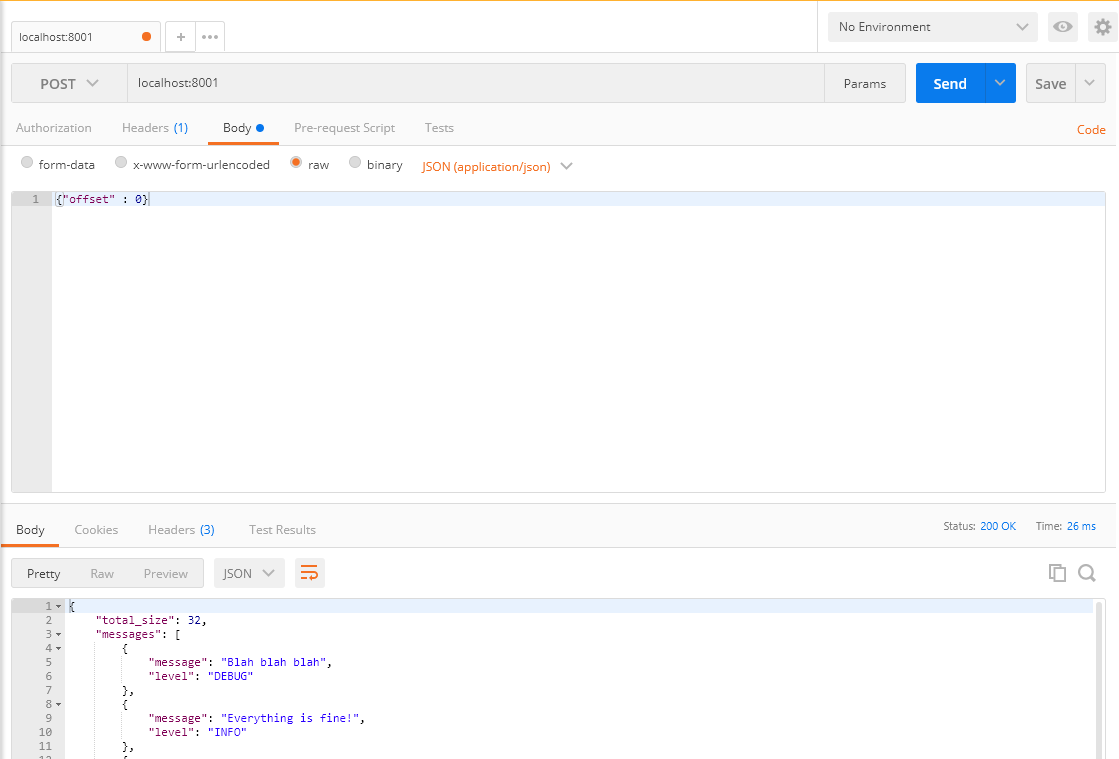 localhost:8001 + ••• No Environment
POST localhost:8001 Params Send Save
Authorization Headers (1) Body Pre-request Script Tests Code
form-data x-www-form-urlencoded raw binary JSON (application/json)
1 {"offset" : 0}
Body Cookies Headers (3) Test Results Status: 200 OK Time: 26 ms
Pretty Raw Preview JSON
1 {
2 "total_size": 32,
3 "messages": [
4 {
5 "message": "Blah blah blah",
6 "level": "DEBUG"
7 },
8 {
9 "message": "Everything is fine!",
10 "level": "INFO"
11 },
12 {